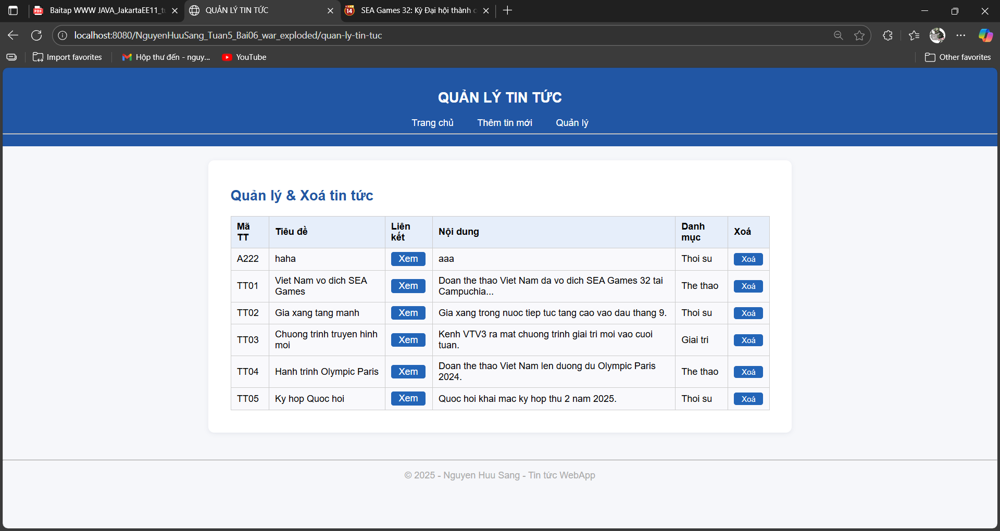 Baitap WWW JAVA_JakartaEE11_t
QUẢN LÝ TIN TỨC
SEA Games 32: Kỳ Đại hội thành c
localhost:8080/NguyenHuuSang_Tuan5_Bai06_war_exploded/quan-ly-tin-tuc
Import favorites
Hộp thư đến - nguy...
YouTube
Other favorites
QUẢN LÝ TIN TỨC
Trang chủ Thêm tin mới Quản lý
Quản lý & Xoá tin tức
Mã TT Tiêu đề Liên kết Nội dung Danh mục Xoá
A222 haha Xem aaa Thoi su Xoá
TT01 Viet Nam vo dich SEA Games Xem Doan the thao Viet Nam da vo dich SEA Games 32 tai Campuchia... The thao Xoá
TT02 Gia xang tang manh Xem Gia xang trong nuoc tiep tuc tang cao vao dau thang 9. Thoi su Xoá
TT03 Chuong trinh truyen hinh moi Xem Kenh VTV3 ra mat chuong trinh giai tri moi vao cuoi tuan. Giai tri Xoá
TT04 Hanh trinh Olympic Paris Xem Doan the thao Viet Nam len duong du Olympic Paris 2024. The thao Xoá
TT05 Ky hop Quoc hoi Xem Quoc hoi khai mac ky hop thu 2 nam 2025. Thoi su Xoá
© 2025 - Nguyen Huu Sang - Tin tức WebApp